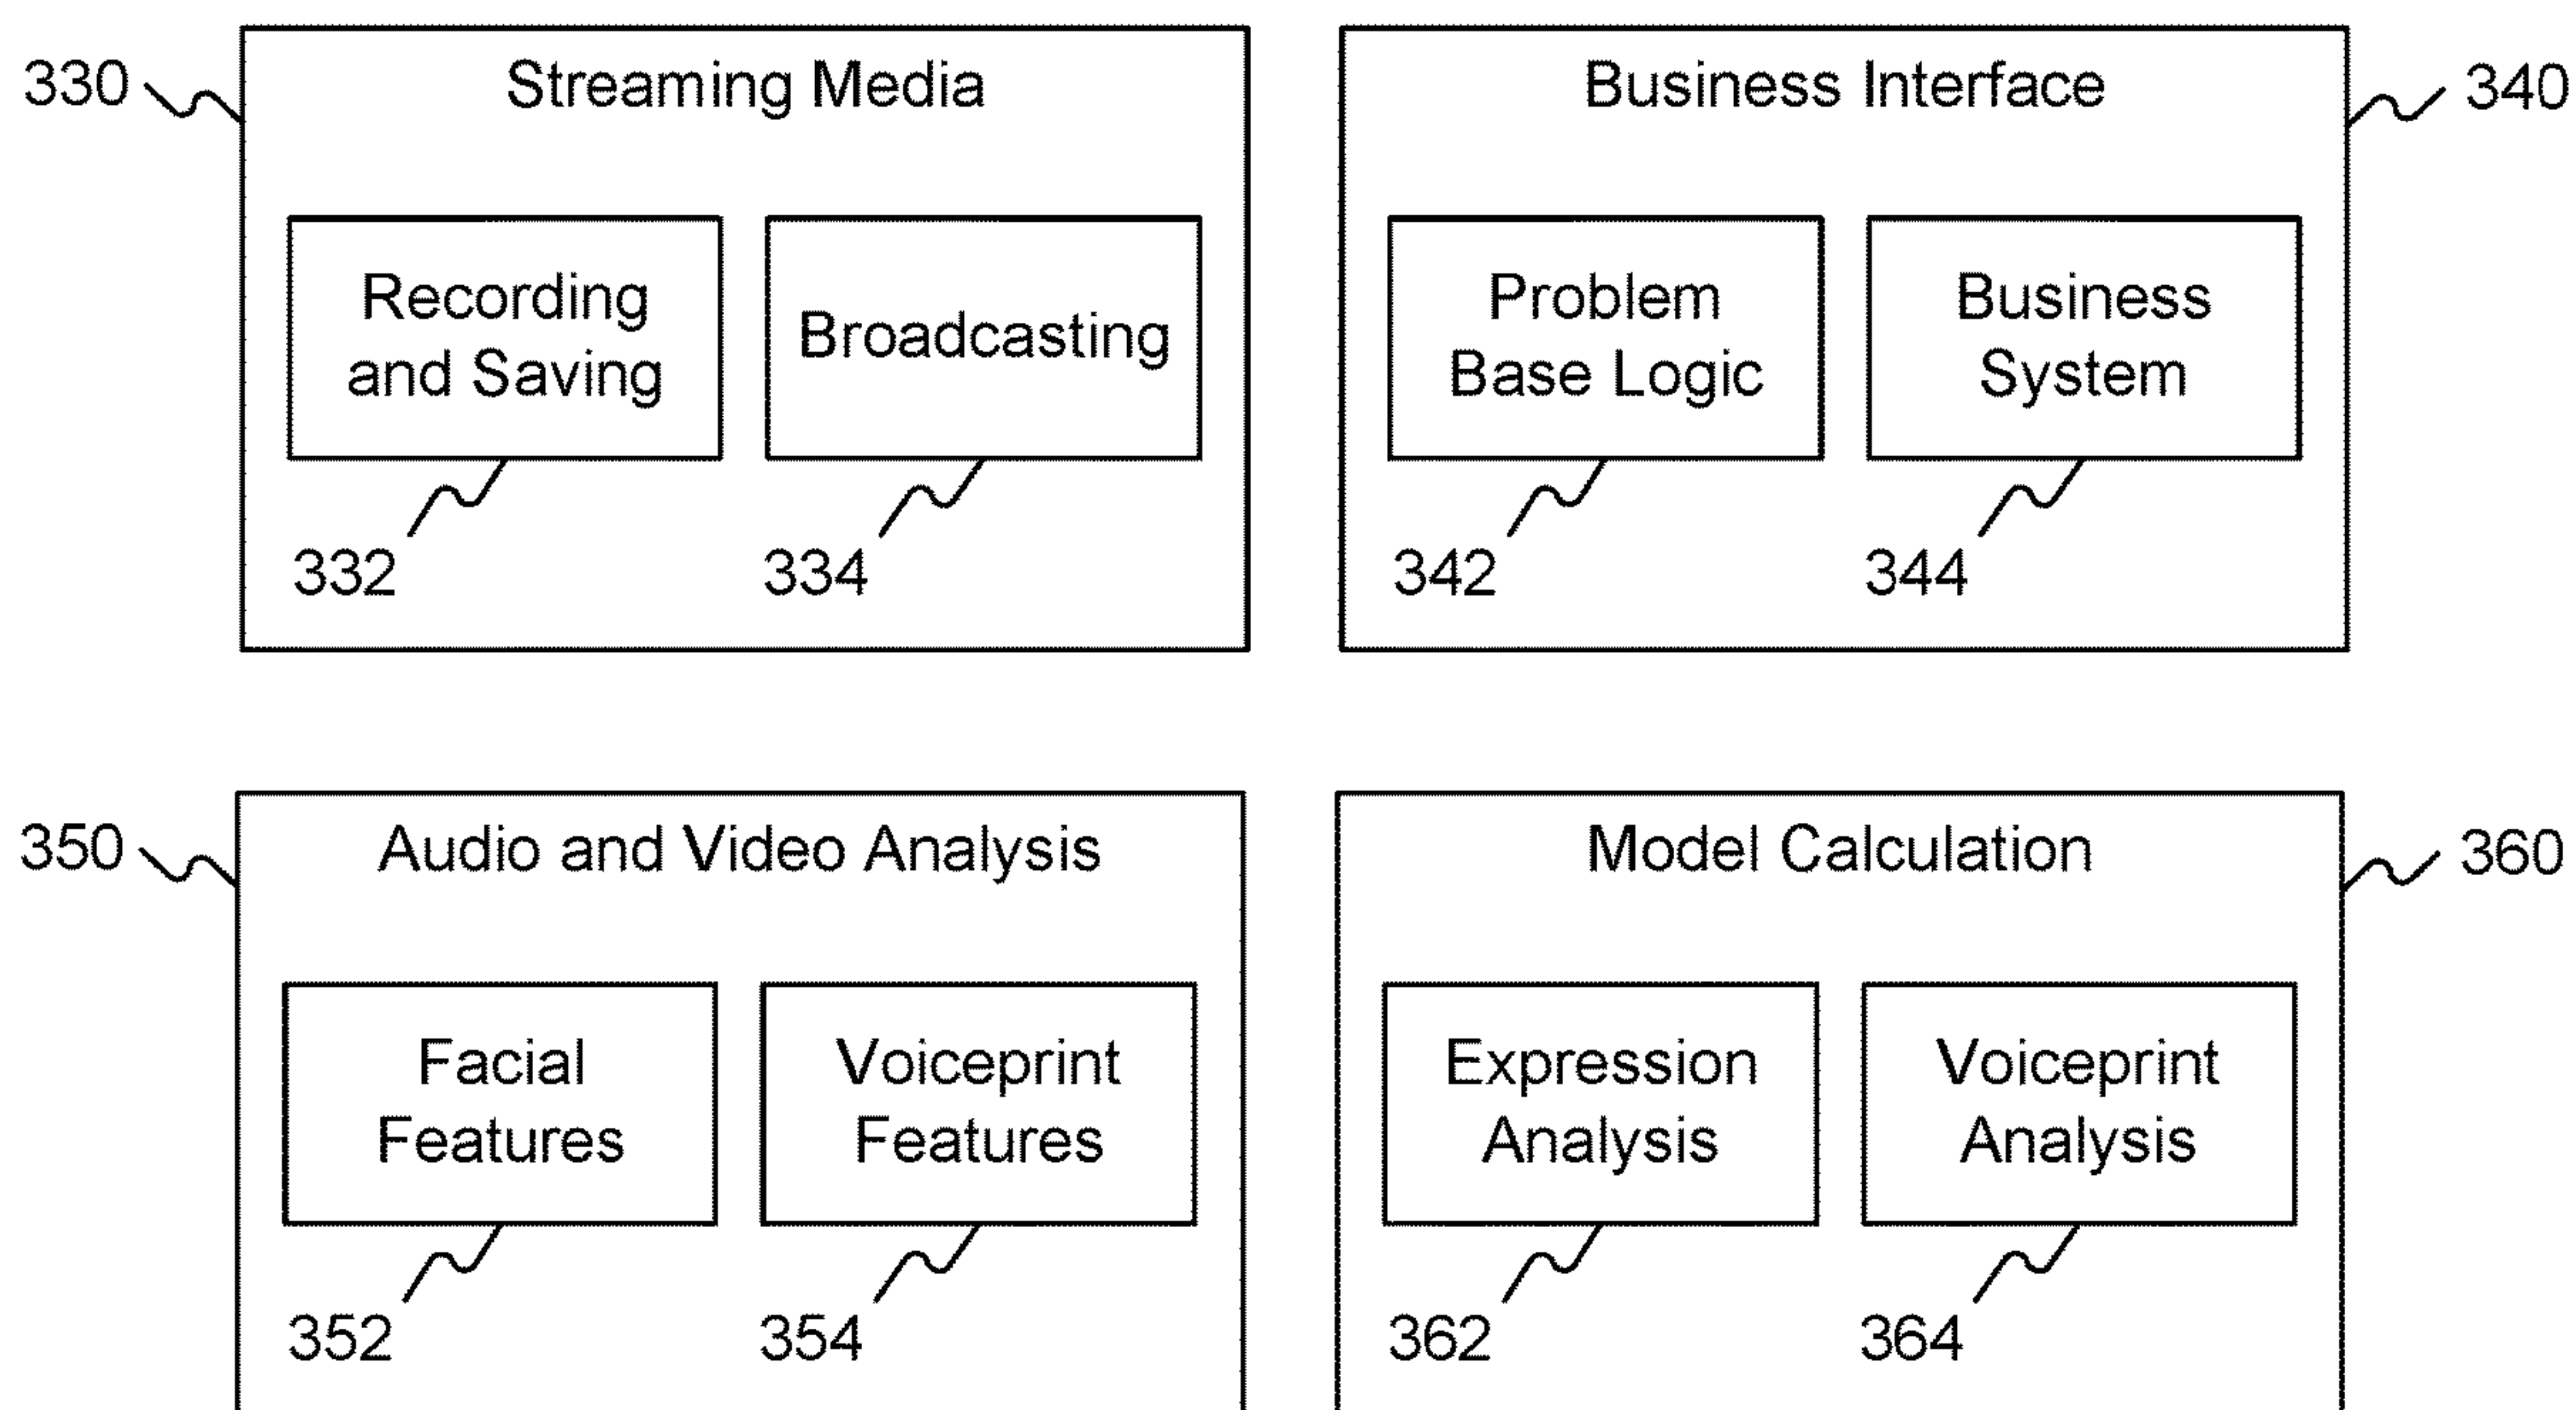 330
Streaming Media
Recording
and Saving
332
Broadcasting
334
Business Interface
340
Problem
Base Logic
342
Business
System
344
350
Audio and Video Analysis
Facial
Features
352
Voiceprint
Features
354
Model Calculation
360
Expression
Analysis
362
Voiceprint
Analysis
364